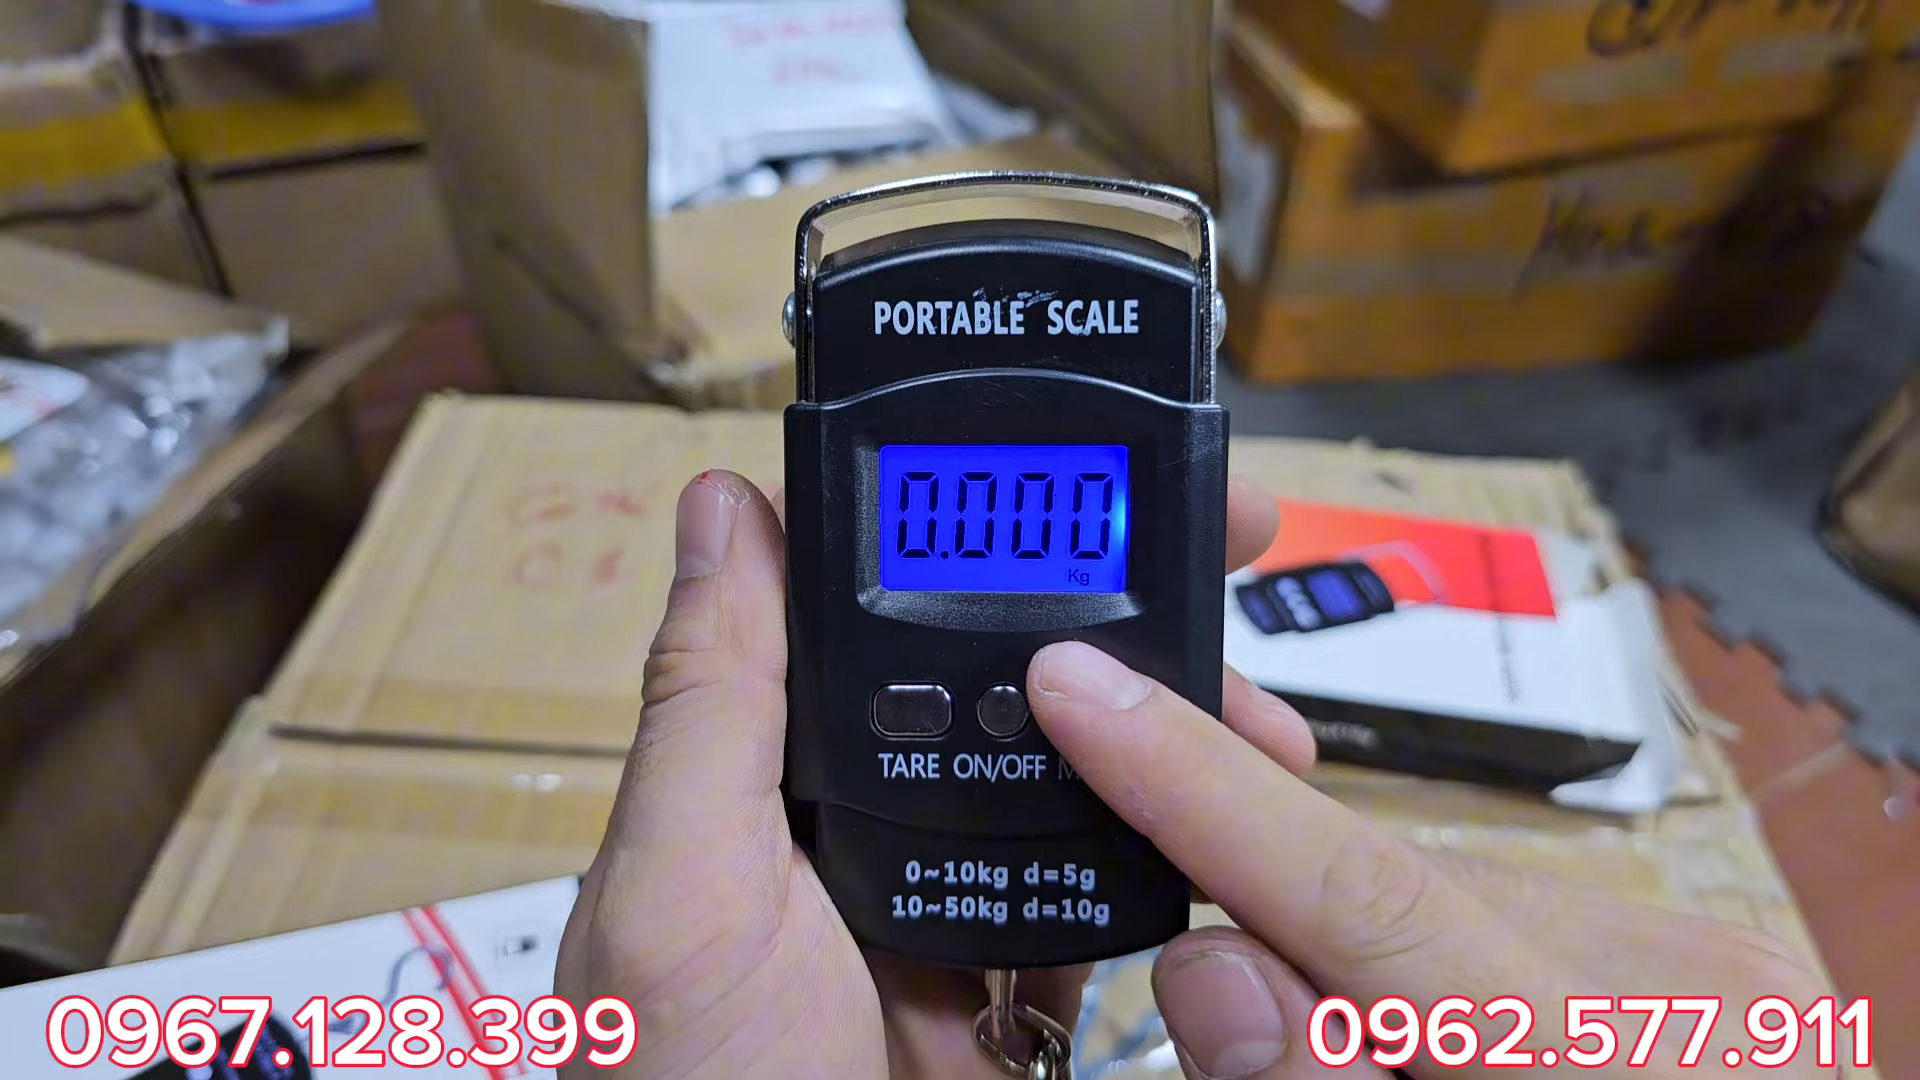 PORTABLE SCALE
0.000
Kg
TARE ON/OFF
0~10kg d=5g
10~50kg d=10g
0967.128.399
0962.577.911